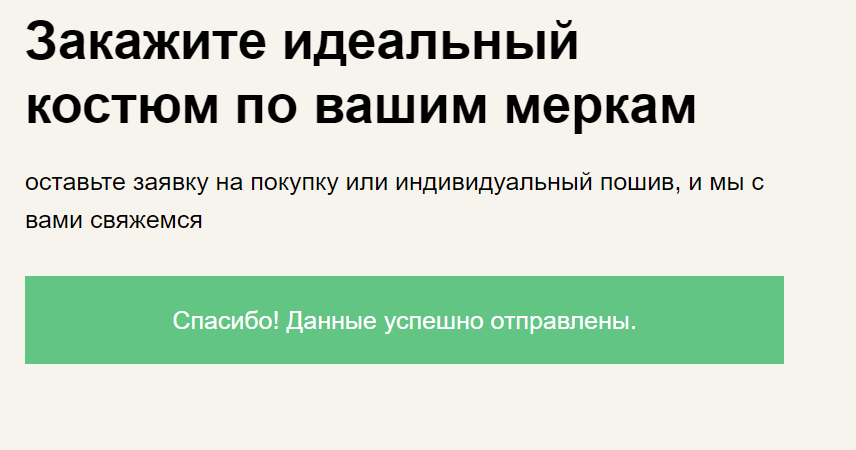 Закажите идеальный
костюм по вашим меркам
оставьте заявку на покупку или индивидуальный пошив, и мы с
вами свяжемся
Спасибо! Данные успешно отправлены.